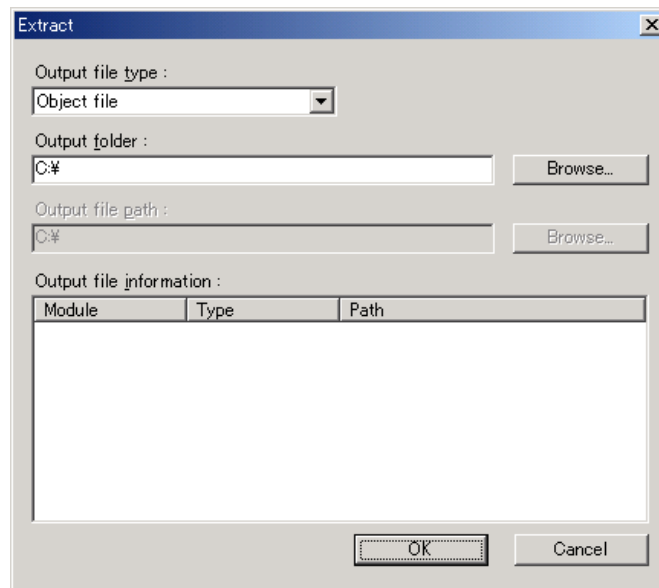 Extract
Output file type :
Object file
Output folder :
C:¥
Browse...
Output file path :
C:¥
Browse...
Output file information :
Module Type Path
OK Cancel